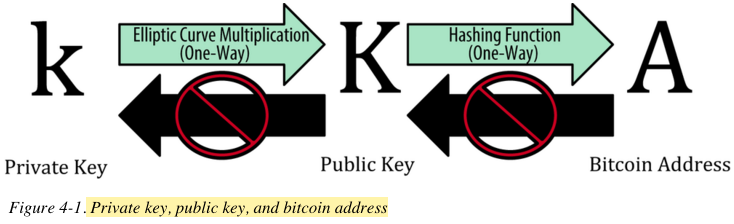 k
Elliptic Curve Multiplication
(One-Way)
K
Hashing Function
(One-Way)
A
Private Key
Public Key
Bitcoin Address
Figure 4-1. Private key, public key, and bitcoin address